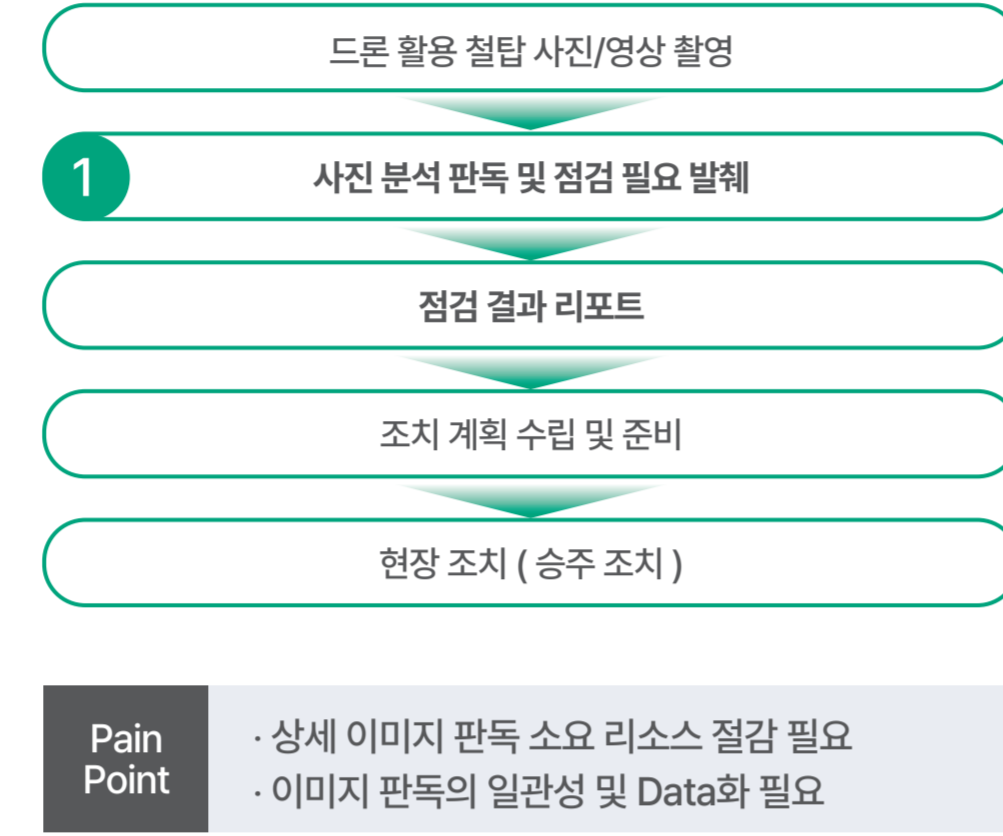 드론 활용 철탑 사진/영상 촬영
1
사진 분석 판독 및 점검 필요 발췌
점검 결과 리포트
조치 계획 수립 및 준비
현장 조치 ( 승주 조치 )
Pain
Point
· 상세 이미지 판독 소요 리소스 절감 필요
· 이미지 판독의 일관성 및 Data화 필요